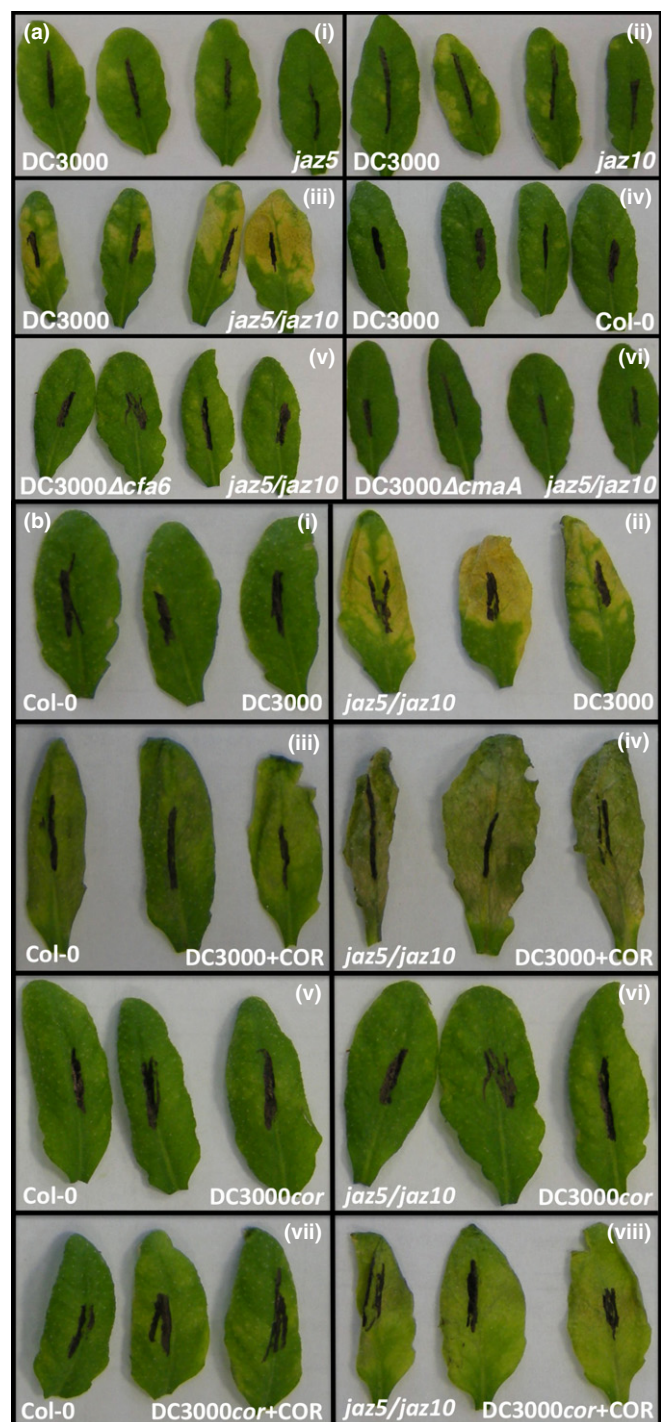 (a) (i)
DC3000 jaz5
(ii)
DC3000 jaz10
(iii)
DC3000 jaz5/jaz10
(iv)
DC3000 Col-0
(v)
DC3000Δcfa6 jaz5/jaz10
(vi)
DC3000ΔcmaA jaz5/jaz10
(b) (i)
Col-0 DC3000
(ii)
jaz5/jaz10 DC3000
(iii)
Col-0 DC3000+COR
(iv)
jaz5/jaz10 DC3000+COR
(v)
Col-0 DC3000cor
(vi)
jaz5/jaz10 DC3000cor
(vii)
Col-0 DC3000cor+COR
(viii)
jaz5/jaz10 DC3000cor+COR